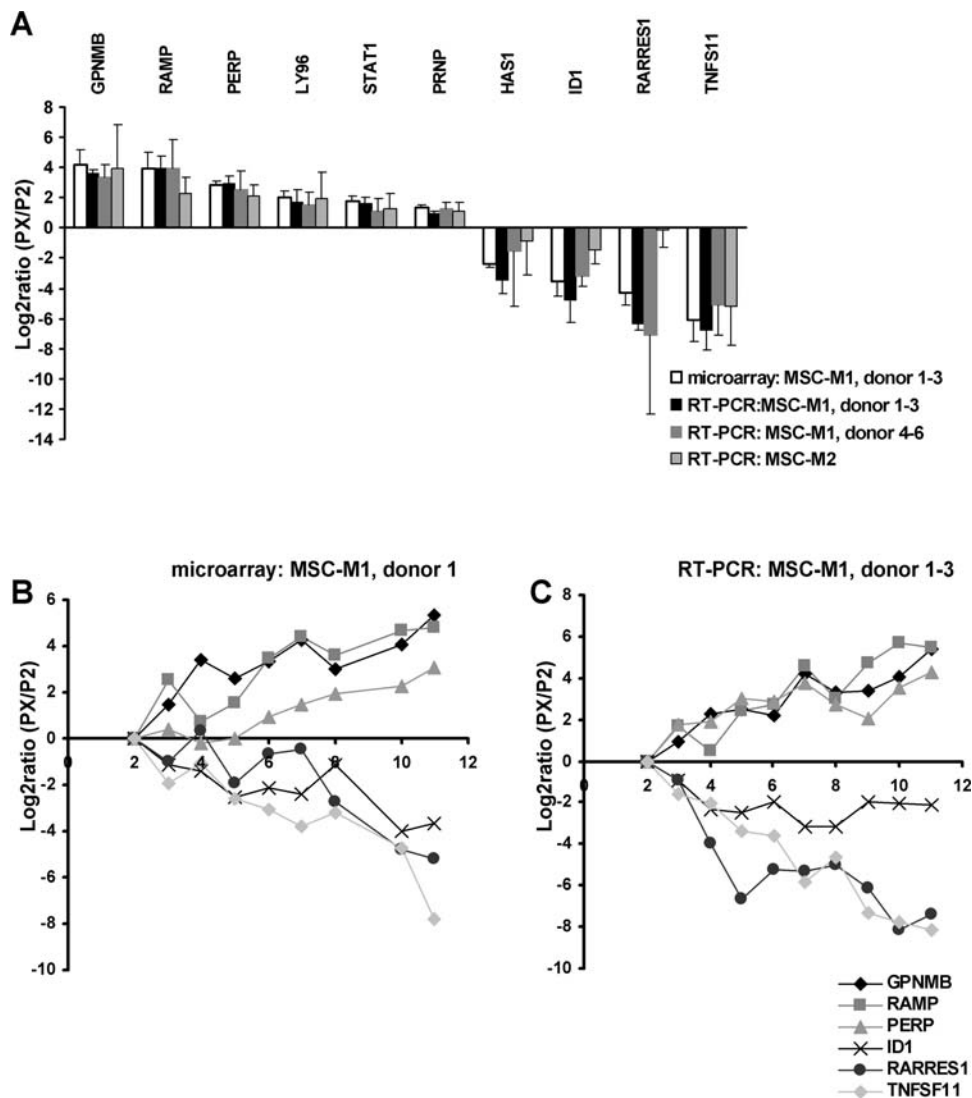 A
GPNMB
RAMP
PERP
LY96
STAT1
PRNP
HAS1
ID1
RARRES1
TNFS11
Log2ratio (PX/P2)
8
6
4
2
0
-2
-4
-6
-8
-10
-12
-14
microarray: MSC-M1, donor 1-3
RT-PCR:MSC-M1, donor 1-3
RT-PCR: MSC-M1, donor 4-6
RT-PCR: MSC-M2
B
microarray: MSC-M1, donor 1
Log2ratio (PX/P2)
6
4
2
0
-2
-4
-6
-8
-10
0 2 4 6 8 10 12
C
RT-PCR: MSC-M1, donor 1-3
Log2ratio (PX/P2)
8
6
4
2
0
-2
-4
-6
-8
-10
0 2 4 6 8 10 12
GPNMB
RAMP
PERP
ID1
RARRES1
TNFSF11